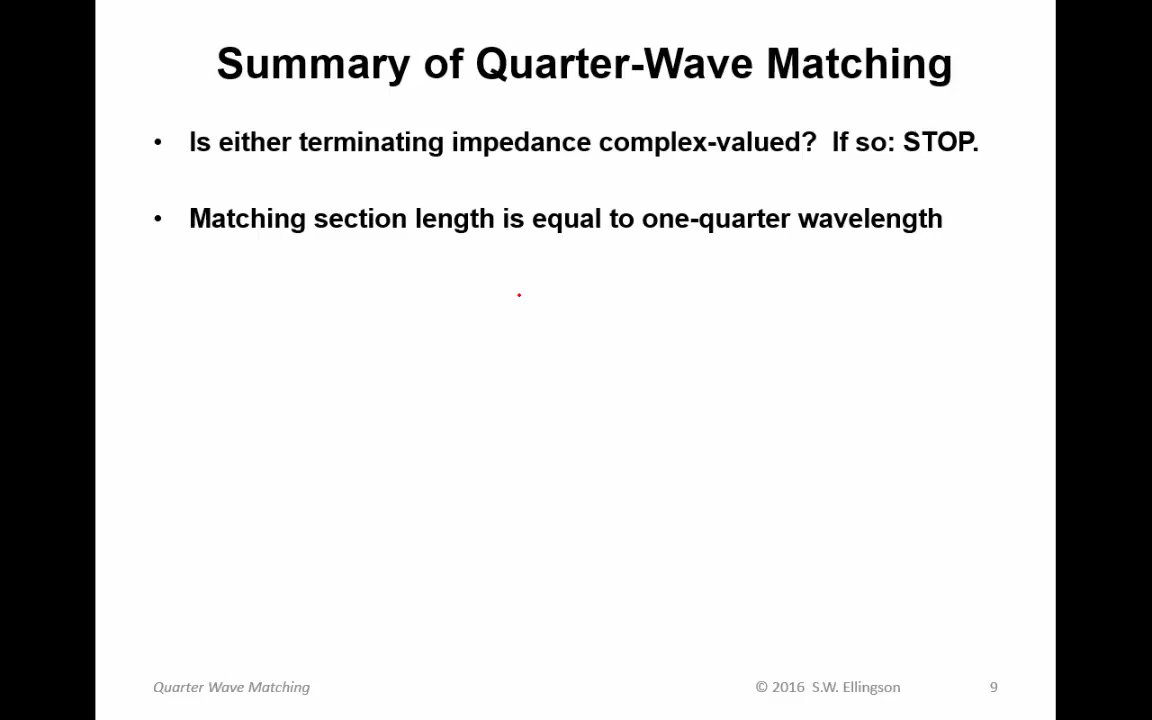 Summary of Quarter-Wave Matching
• Is either terminating impedance complex-valued?  If so: STOP.
• Matching section length is equal to one-quarter wavelength
Quarter Wave Matching
© 2016 S.W. Ellingson
9